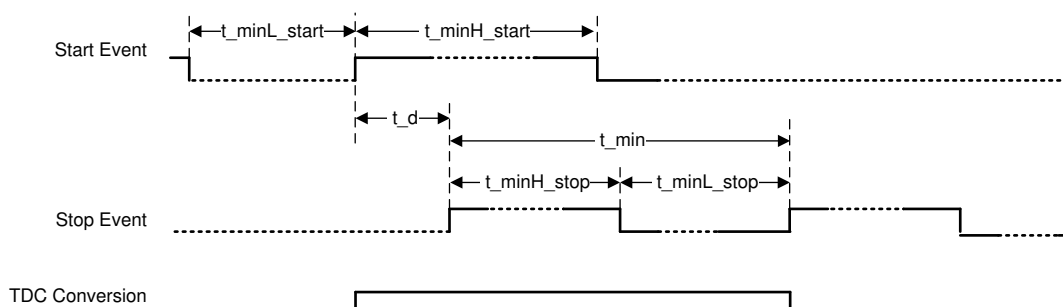 t_minL_start t_minH_start
Start Event
t_d
t_min
t_minH_stop t_minL_stop
Stop Event
TDC Conversion